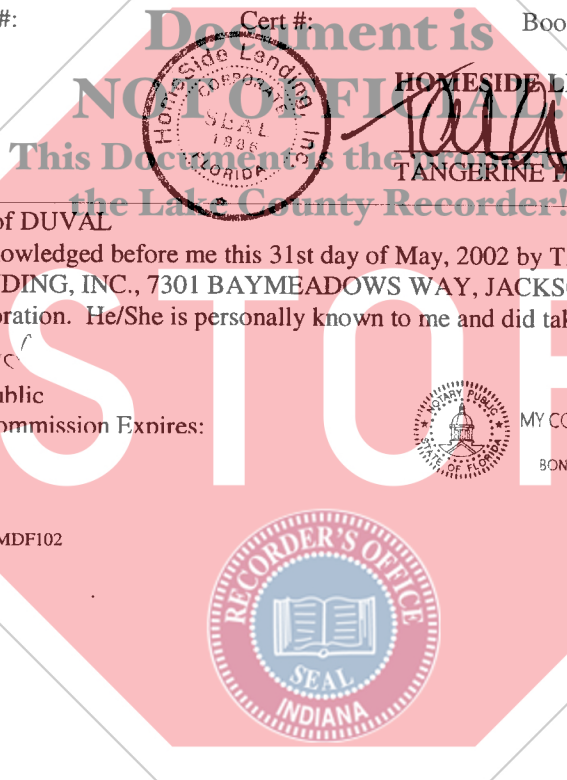 #: Cert #: Boo
Document is
NOT OFFICIAL!
HOMESIDE LE
HomeSide Lending, Inc.
CORPORATE
SEAL
1986
FLORIDA
This Document is the property of
TANGERINE H
the Lake County Recorder!
of DUVAL
nowledged before me this 31st day of May, 2002 by T
DING, INC., 7301 BAYMEADOWS WAY, JACKSO
oration. He/She is personally known to me and did tak
STOP
ublic
ommission Expires:
NOTARY PUBLIC
STATE OF FLORIDA
MY CO
BON
MDF102
RECORDER'S OFFICE
SEAL
INDIANA